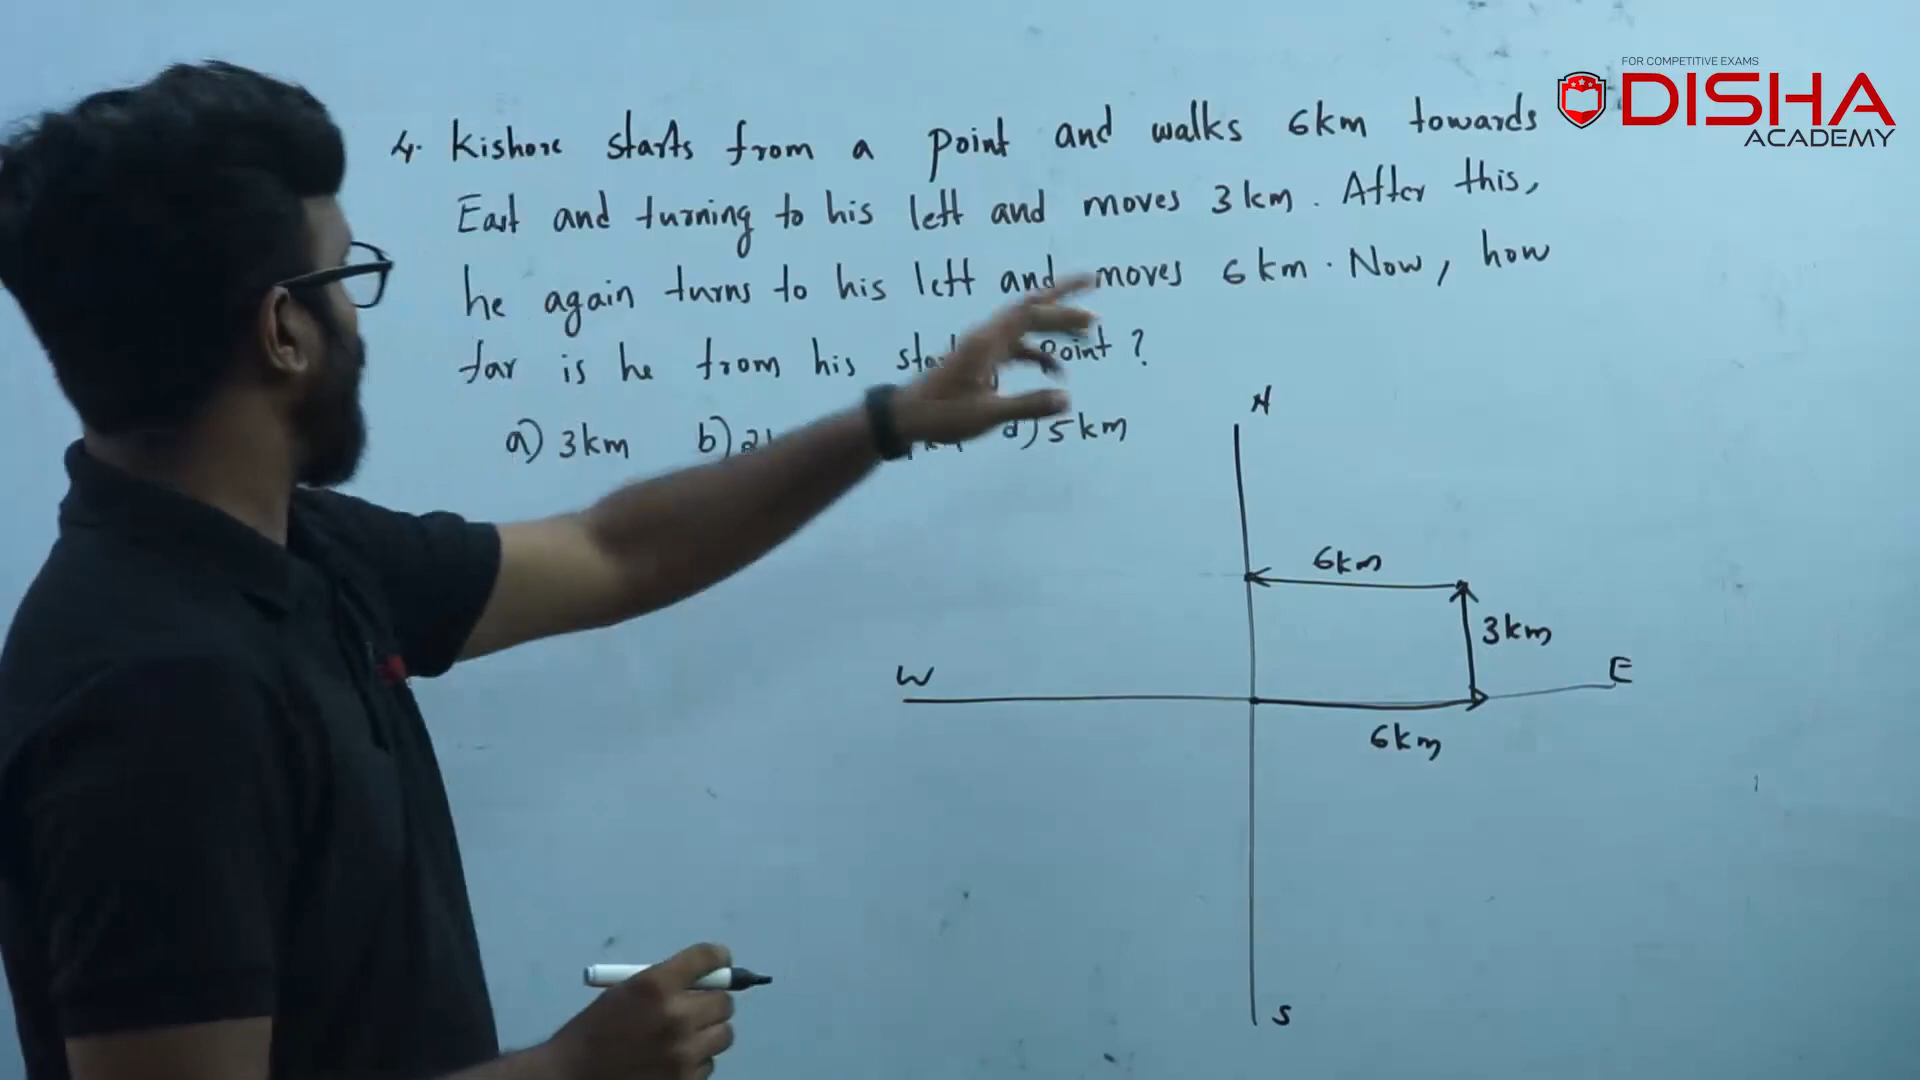 FOR COMPETITIVE EXAMS
DISHA
ACADEMY
4. Kishore starts from a point and walks 6km towards
East and turning to his left and moves 3km. After this,
he again turns to his left and moves 6km. Now, how
far is he from his point?
a) 3km b) d) 5km
N
6km
3km
W
E
6km
S